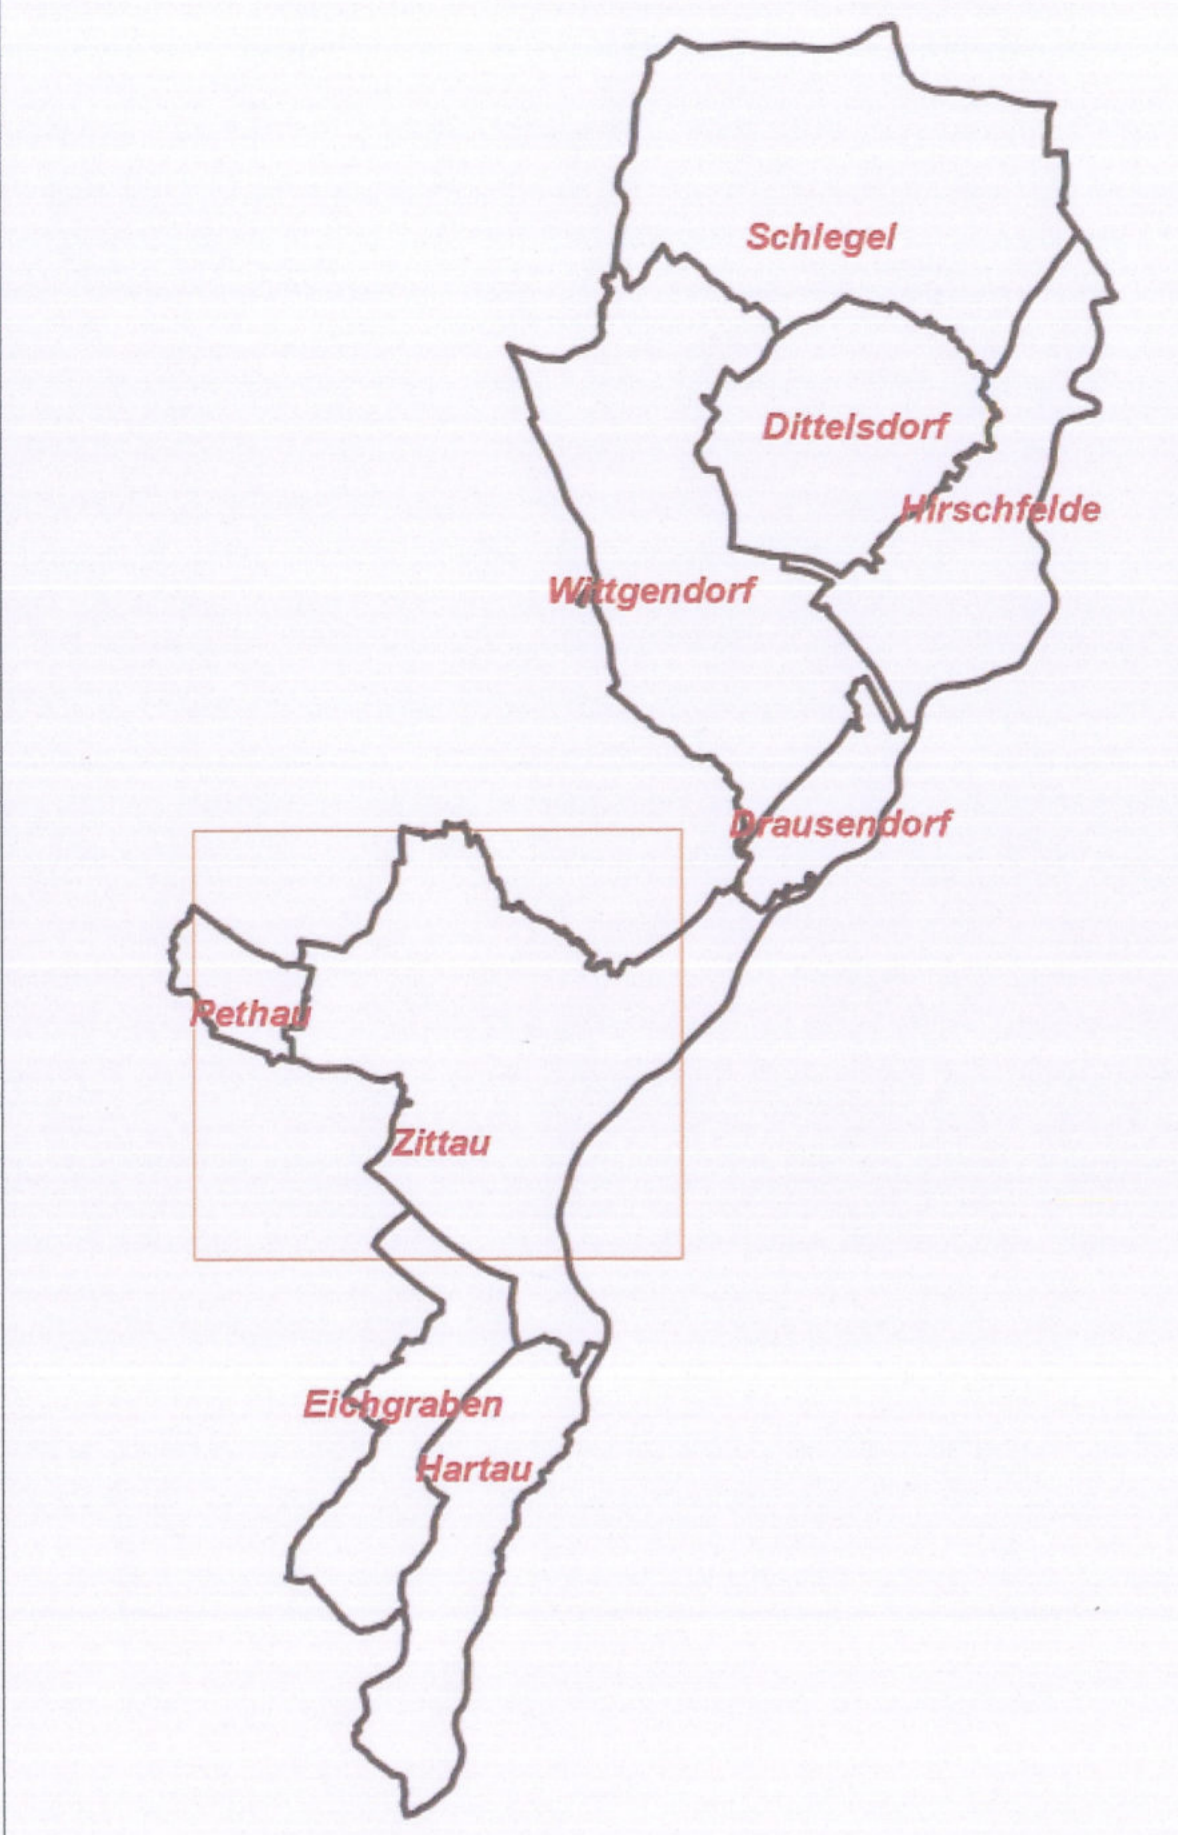 Schlegel
Dittelsdorf
Hirschfelde
Wittgendorf
Drausendorf
Pethau
Zittau
Eichgraben
Hartau